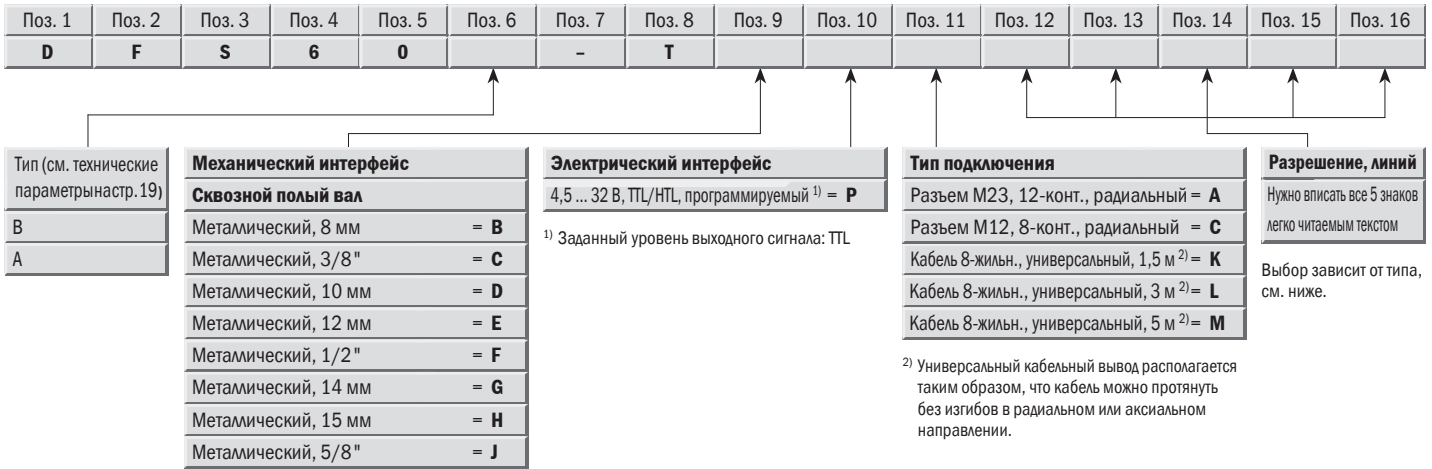 Поз. 1 Поз. 2 Поз. 3 Поз. 4 Поз. 5 Поз. 6 Поз. 7 Поз. 8 Поз. 9 Поз. 10 Поз. 11 Поз. 12 Поз. 13 Поз. 14 Поз. 15 Поз. 16
D F S 6 0 – T
Тип (см. технические
параметрынастр.19)
B
A
Механический интерфейс
Сквозной полый вал
Металлический, 8 мм = B
Металлический, 3/8" = C
Металлический, 10 мм = D
Металлический, 12 мм = E
Металлический, 1/2" = F
Металлический, 14 мм = G
Металлический, 15 мм = H
Металлический, 5/8" = J
Электрический интерфейс
4,5 ... 32 В, TTL/HTL, программируемый 1) = P
1) Заданный уровень выходного сигнала: TTL
Тип подключения
Разъем M23, 12-конт., радиальный = A
Разъем M12, 8-конт., радиальный = C
Кабель 8-жильн., универсальный, 1,5 м 2) = K
Кабель 8-жильн., универсальный, 3 м 2) = L
Кабель 8-жильн., универсальный, 5 м 2) = M
2) Универсальный кабельный вывод располагается
таким образом, что кабель можно протянуть
без изгибов в радиальном или аксиальном
направлении.
Разрешение, линий
Нужно вписать все 5 знаков
легко читаемым текстом
Выбор зависит от типа,
см. ниже.